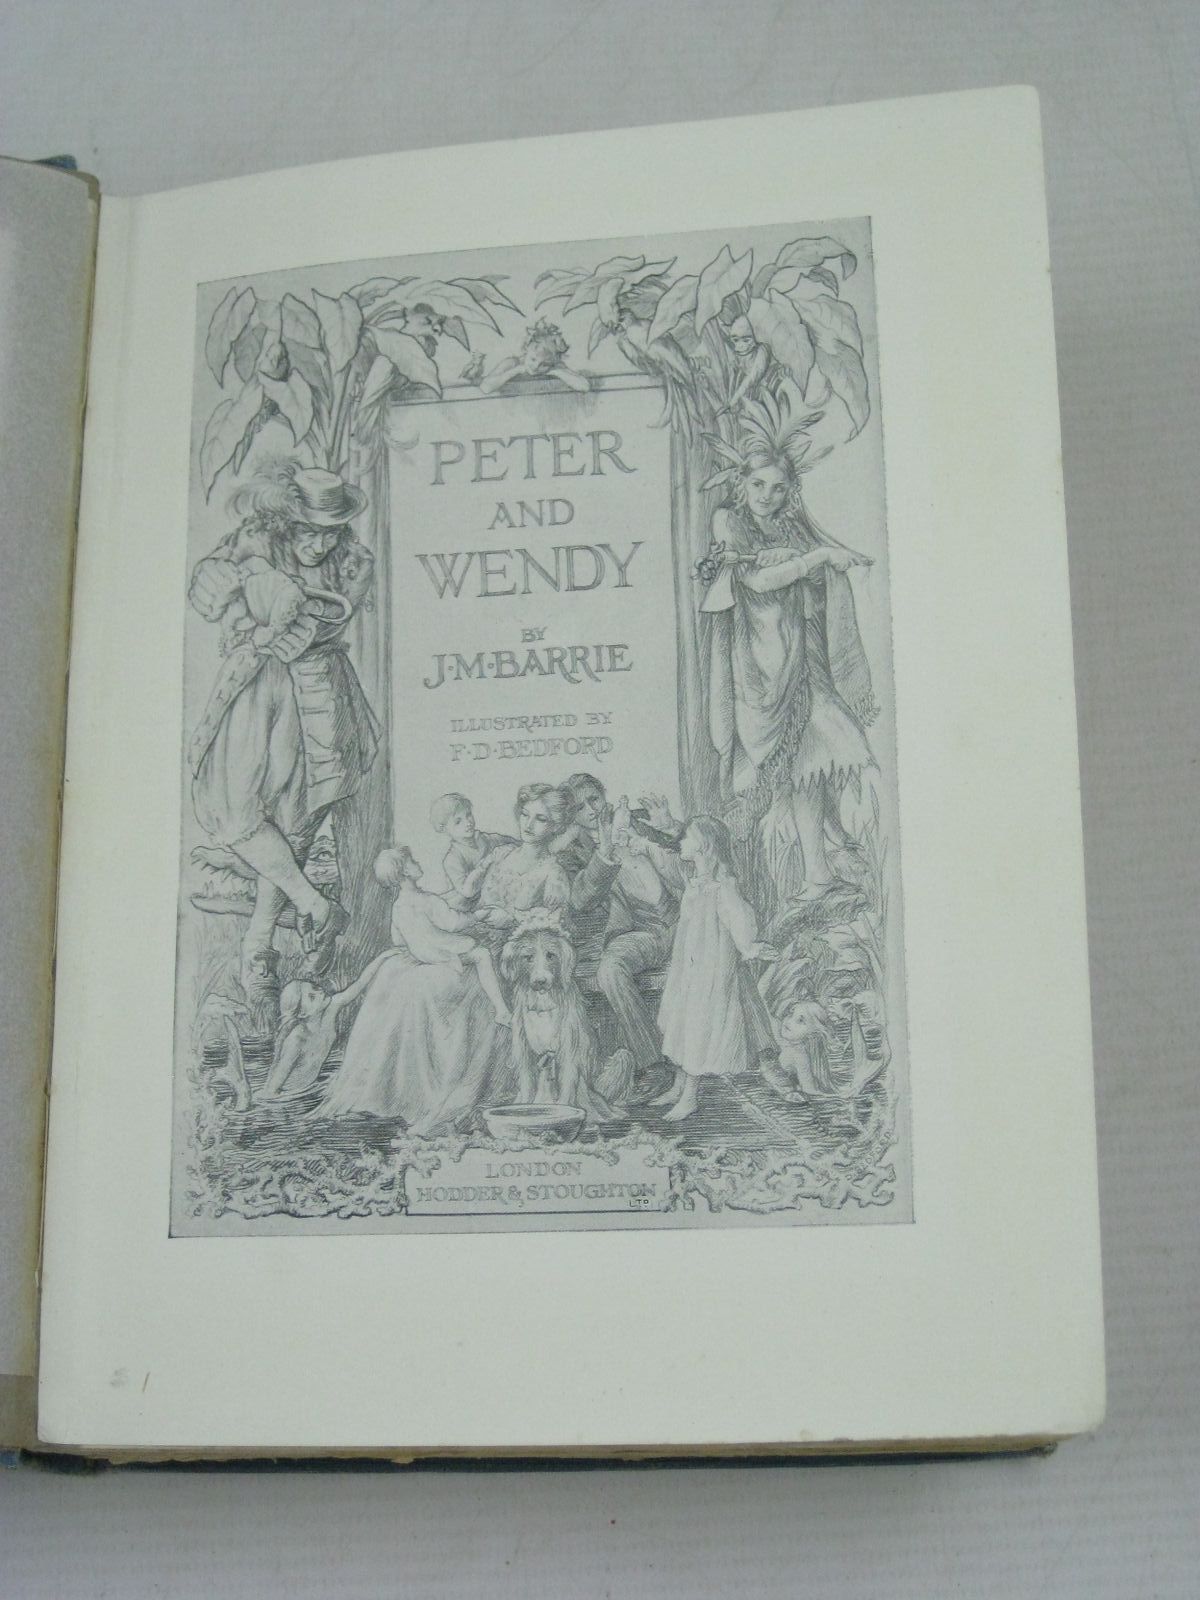 PETER
AND
WENDY
BY
J·M·BARRIE
ILLUSTRATED BY
F·D·BEDFORD
LONDON
HODDER & STOUGHTON
LTD